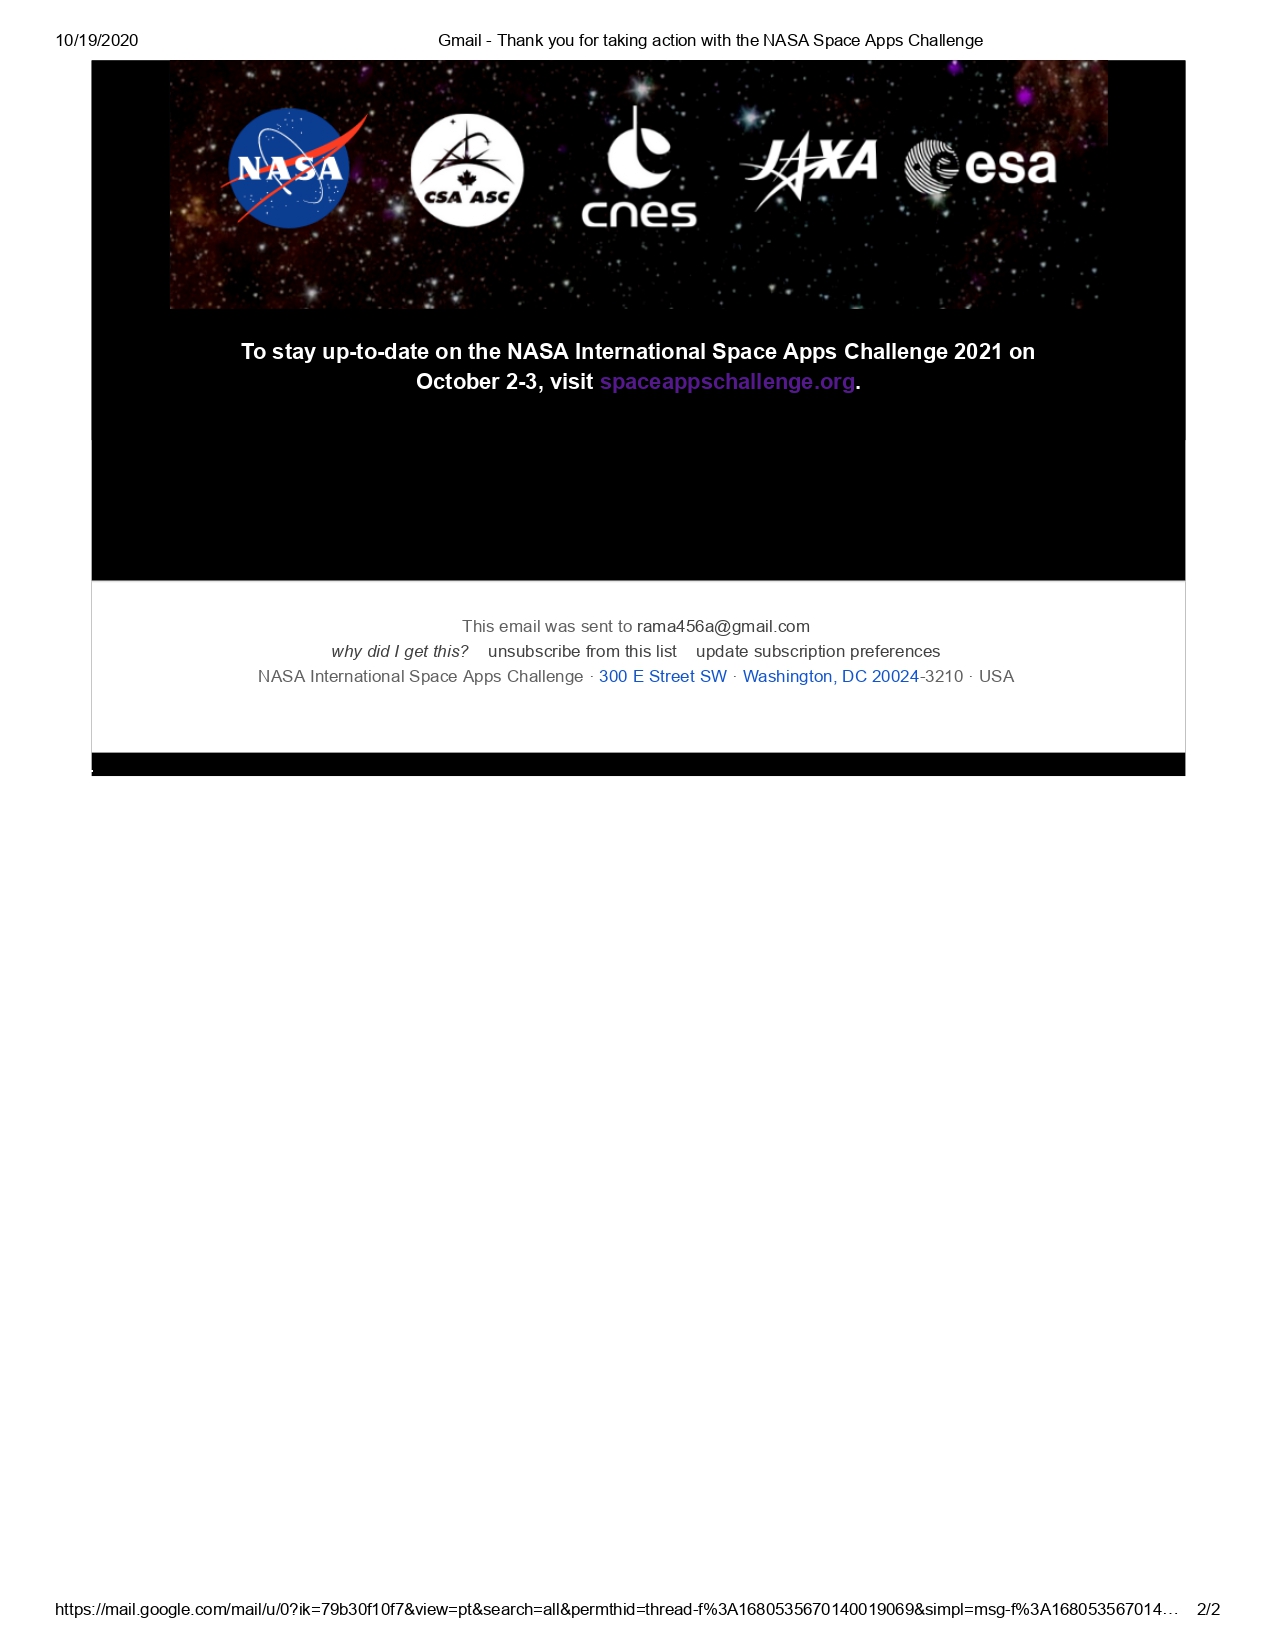 10/19/2020 Gmail - Thank you for taking action with the NASA Space Apps Challenge
NASA CSA ASC cnes JAXA esa
To stay up-to-date on the NASA International Space Apps Challenge 2021 on
October 2-3, visit spaceappschallenge.org.
This email was sent to rama456a@gmail.com
why did I get this? unsubscribe from this list update subscription preferences
NASA International Space Apps Challenge · 300 E Street SW · Washington, DC 20024-3210 · USA
https://mail.google.com/mail/u/0?ik=79b30f10f7&view=pt&search=all&permthid=thread-f%3A1680535670140019069&simpl=msg-f%3A168053567014… 2/2